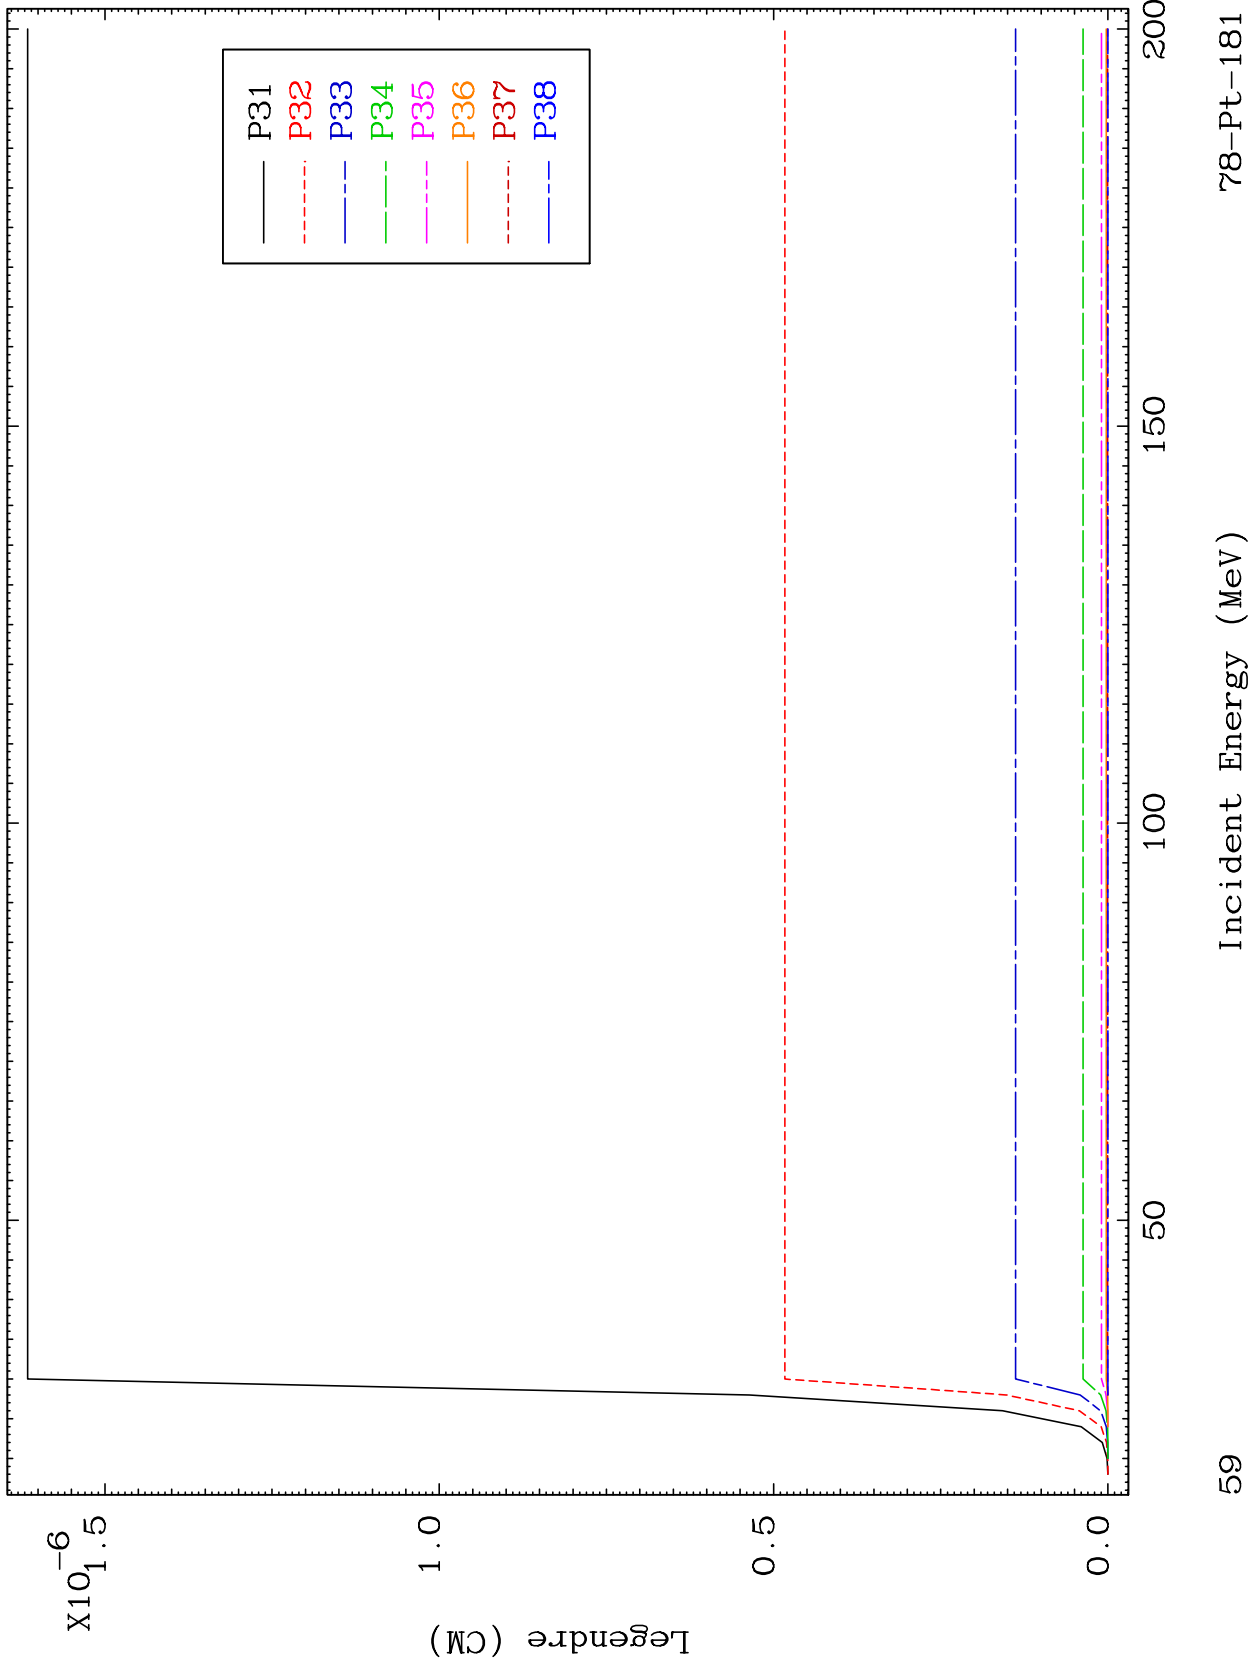 X10-6
1.5
1.0
0.5
0.0
Legendre (CM)
P31
P32
P33
P34
P35
P36
P37
P38
50
100
150
200
Incident Energy (MeV)
59
78-Pt-181